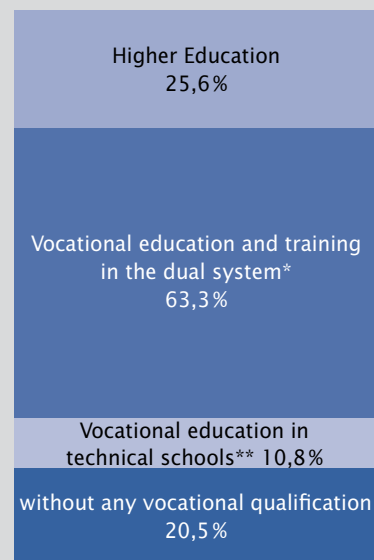 Higher Education
25,6%
Vocational education and training
in the dual system*
63,3%
Vocational education in
technical schools** 10,8%
without any vocational qualification
20,5%